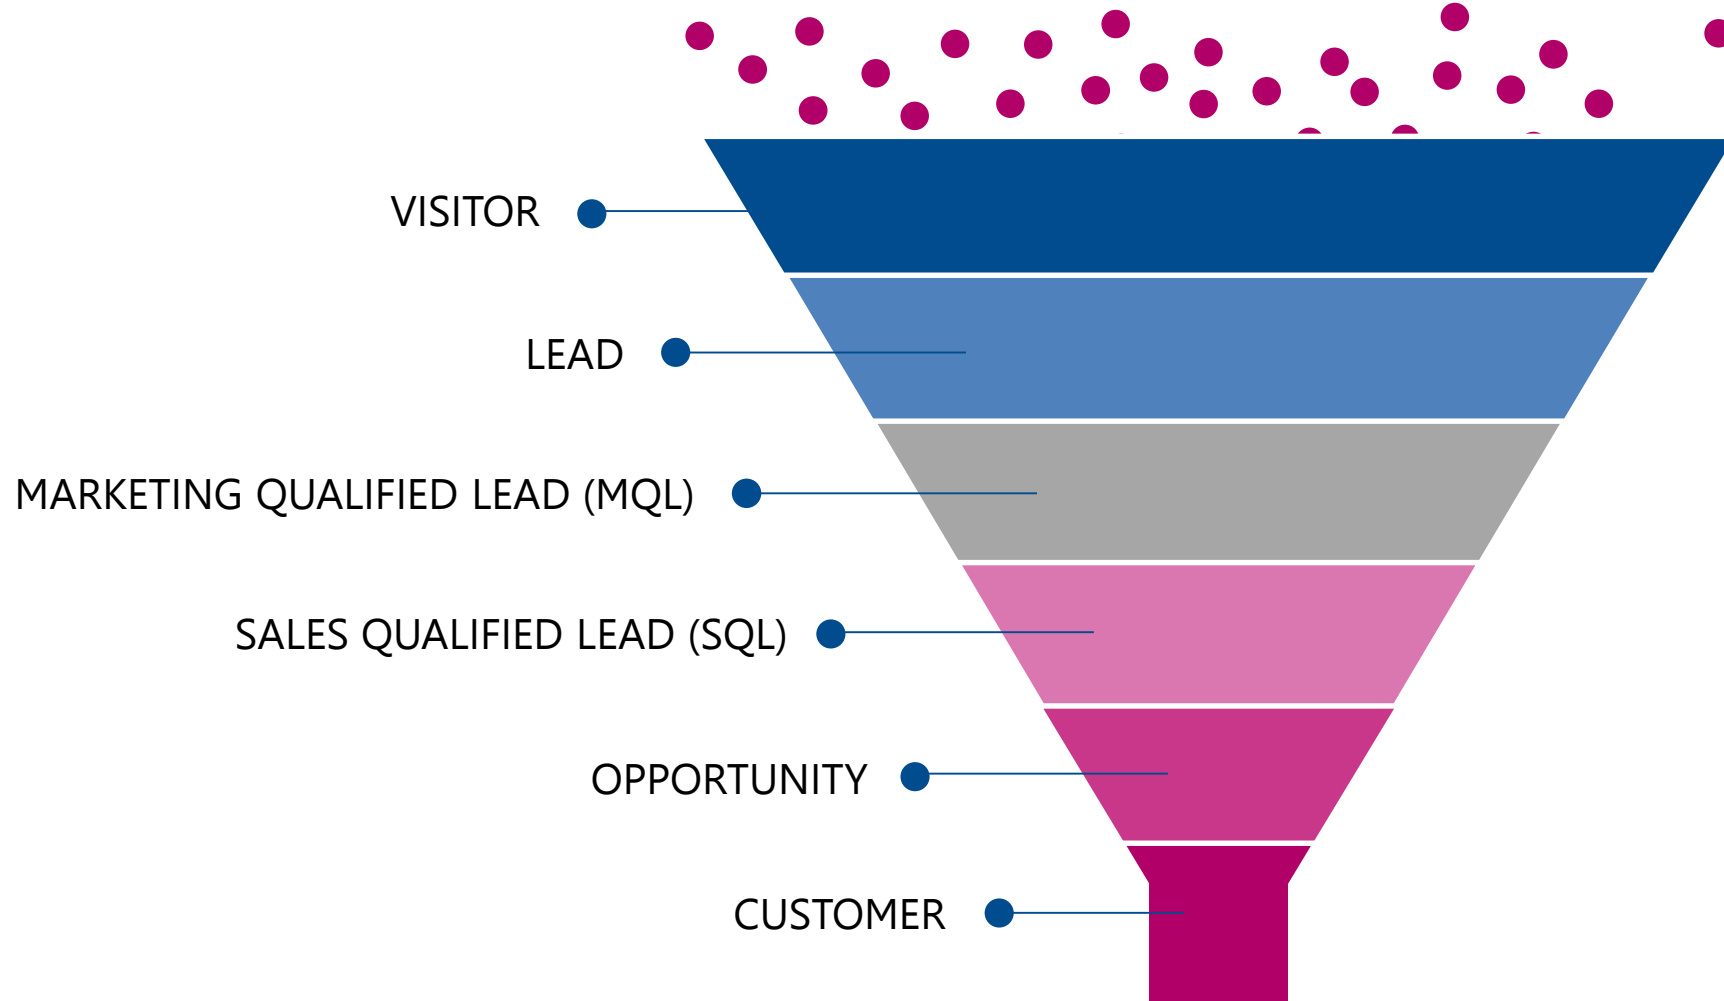 VISITOR
LEAD
MARKETING QUALIFIED LEAD (MQL)
SALES QUALIFIED LEAD (SQL)
OPPORTUNITY
CUSTOMER